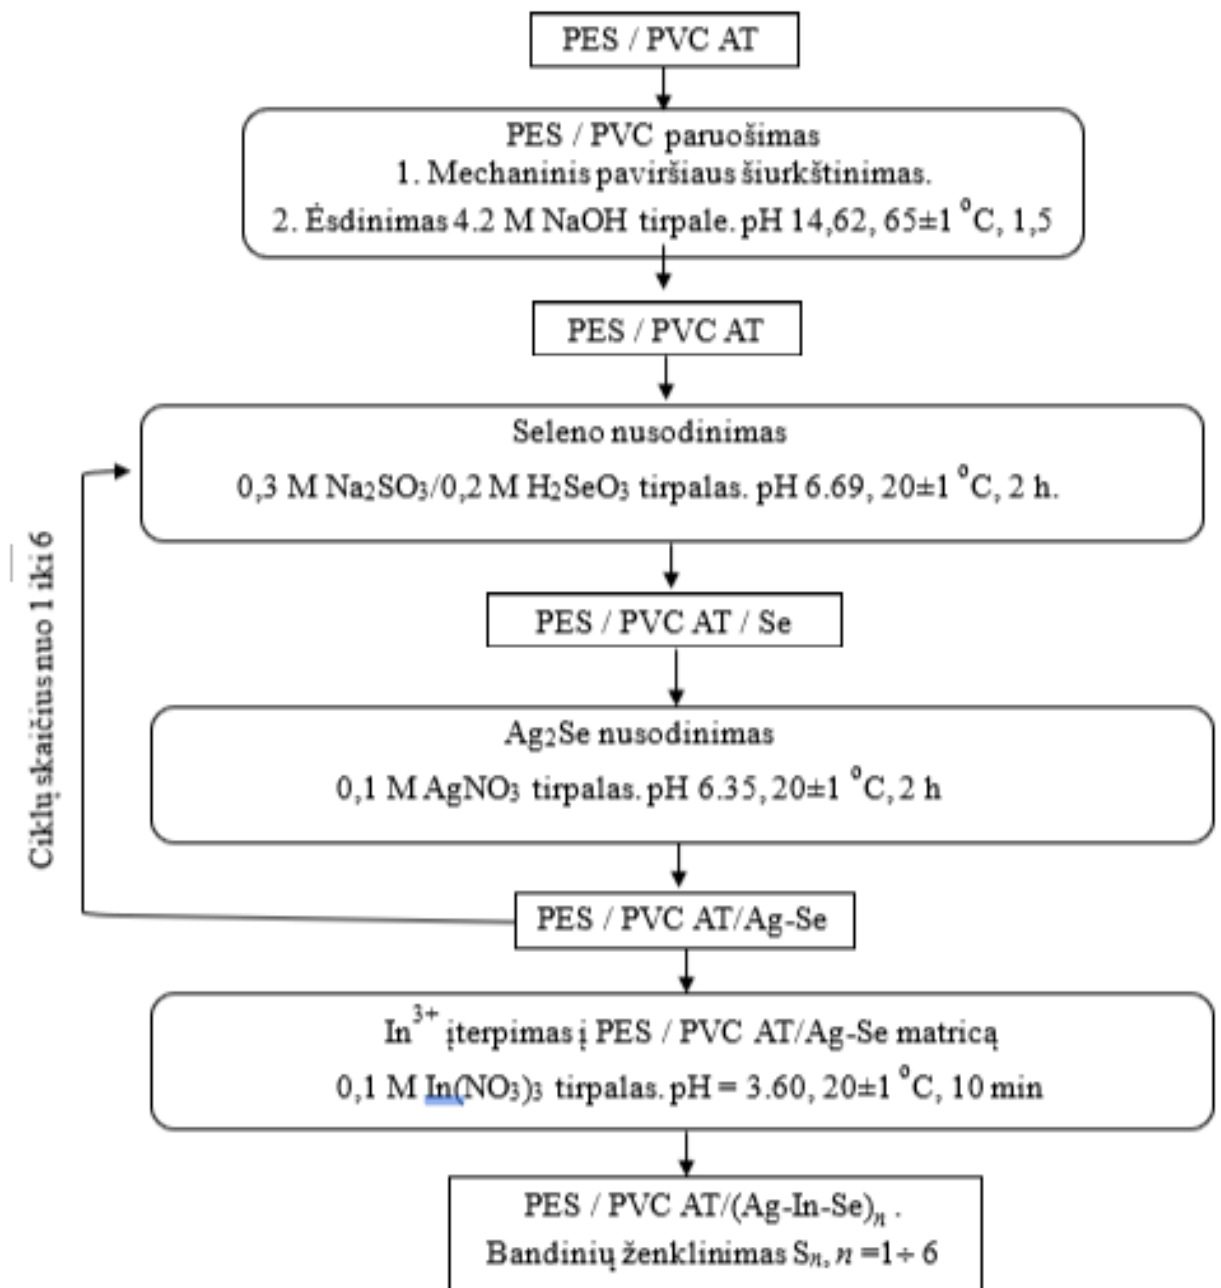 PES / PVC AT
PES / PVC paruošimas
1. Mechaninis paviršiaus šiurkštinimas.
2. Ėsdinimas 4.2 M NaOH tirpale. pH 14,62, 65±1 °C, 1,5
PES / PVC AT
Seleno nusodinimas
0,3 M Na₂SO₃/0,2 M H₂SeO₃ tirpalas. pH 6.69, 20±1 °C, 2 h.
Ciklų skaičius nuo 1 iki 6
PES / PVC AT / Se
Ag₂Se nusodinimas
0,1 M AgNO₃ tirpalas. pH 6.35, 20±1 °C, 2 h
PES / PVC AT/Ag-Se
In³⁺ įterpimas į PES / PVC AT/Ag-Se matricą
0,1 M In(NO₃)₃ tirpalas. pH = 3.60, 20±1 °C, 10 min
PES / PVC AT/(Ag-In-Se)ₙ .
Bandinių ženklinimas Sₙ, n =1÷ 6